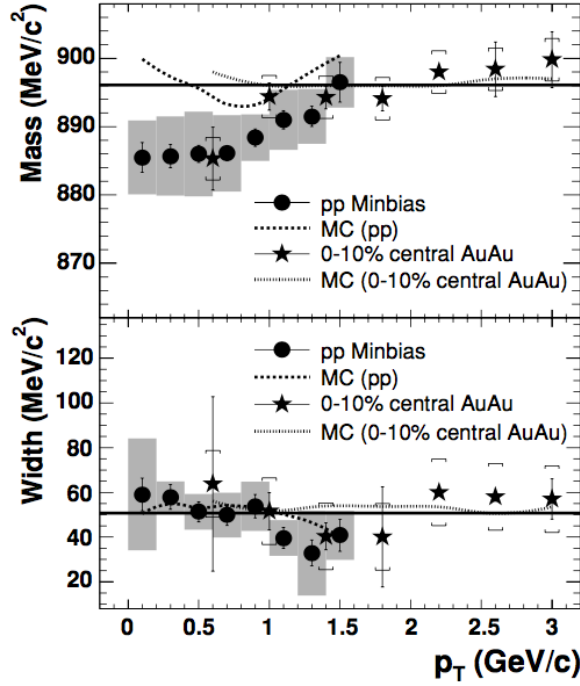 Mass (MeV/c²)
900
890
880
870
pp Minbias
MC (pp)
0-10% central AuAu
MC (0-10% central AuAu)
Width (MeV/c²)
120
100
80
60
40
20
pp Minbias
MC (pp)
0-10% central AuAu
MC (0-10% central AuAu)
0 0.5 1 1.5 2 2.5 3
p_T (GeV/c)